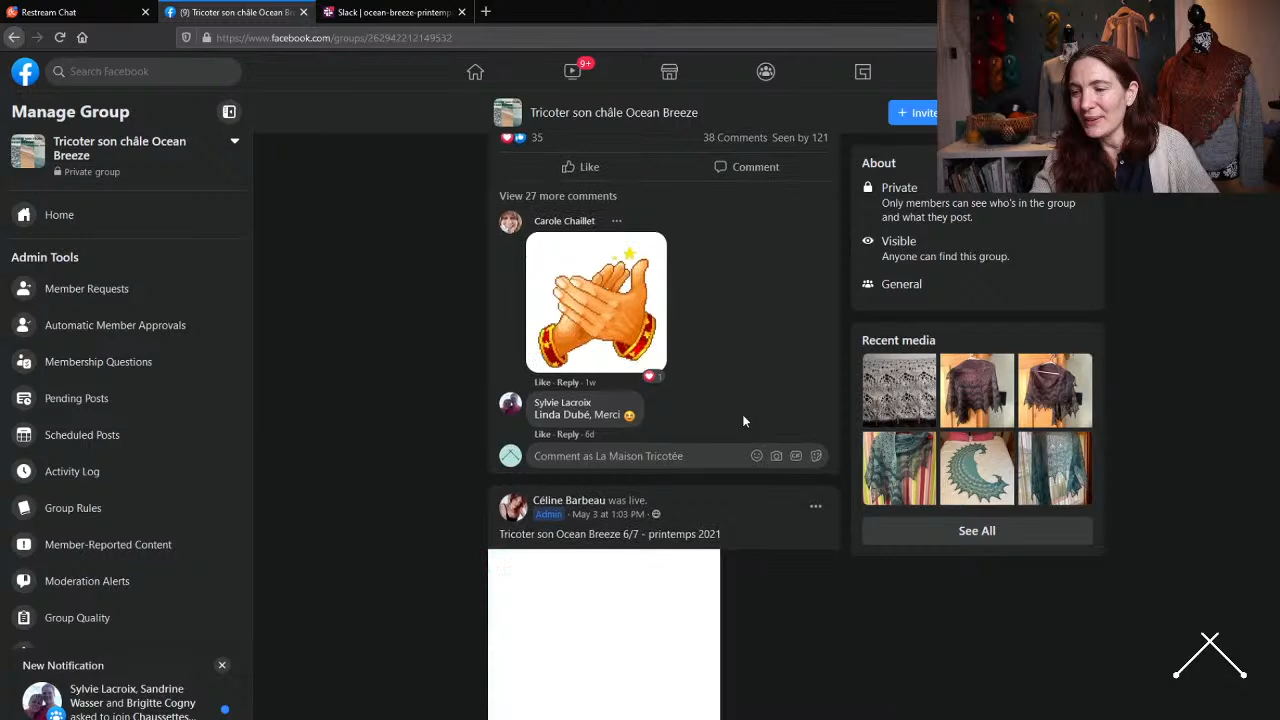 Restream Chat
(9) Tricoter son châle Ocean Br
Slack | ocean-breeze-printemp
https://www.facebook.com/groups/262942212149532
Search Facebook
9+
Manage Group
Tricoter son châle Ocean
Breeze
Private group
Home
Admin Tools
Member Requests
Automatic Member Approvals
Membership Questions
Pending Posts
Scheduled Posts
Activity Log
Group Rules
Member-Reported Content
Moderation Alerts
Group Quality
New Notification
Sylvie Lacroix, Sandrine
Wasser and Brigitte Cogny
asked to join Chaussettes...
Tricoter son châle Ocean Breeze
+ Invite
35
38 Comments Seen by 121
Like
Comment
View 27 more comments
Carole Chaillet
1
Like · Reply · 1w
Sylvie Lacroix
Linda Dubé, Merci 😊
Like · Reply · 6d
Comment as La Maison Tricotée
GIF
Céline Barbeau was live.
Admin · May 3 at 1:03 PM ·
Tricoter son Ocean Breeze 6/7 - printemps 2021
About
Private
Only members can see who's in the group
and what they post.
Visible
Anyone can find this group.
General
Recent media
See All